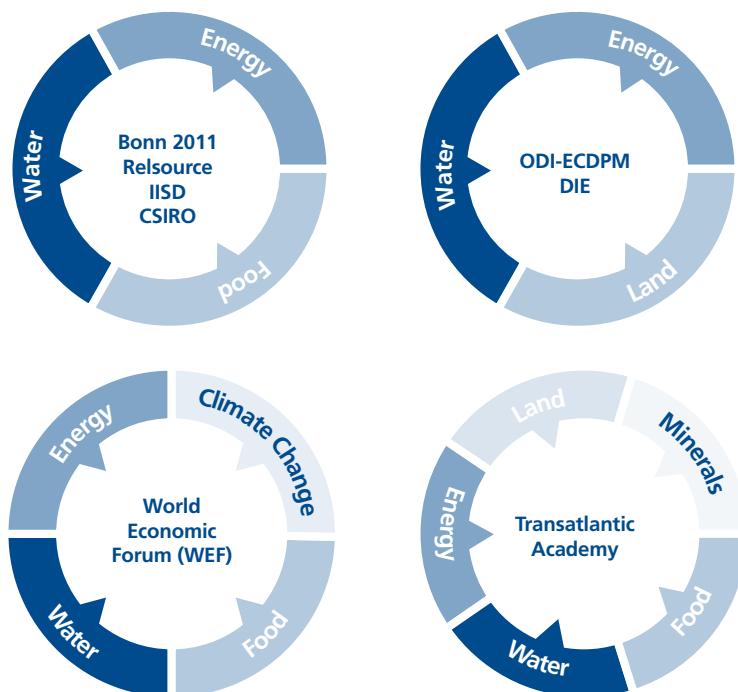 Water
Energy
Food
Bonn 2011
Relsource
IISD
CSIRO
Water
Energy
Land
ODI-ECDPM
DIE
Energy
Climate Change
Water
Food
World
Economic
Forum (WEF)
Land
Minerals
Energy
Water
Food
Transatlantic
Academy